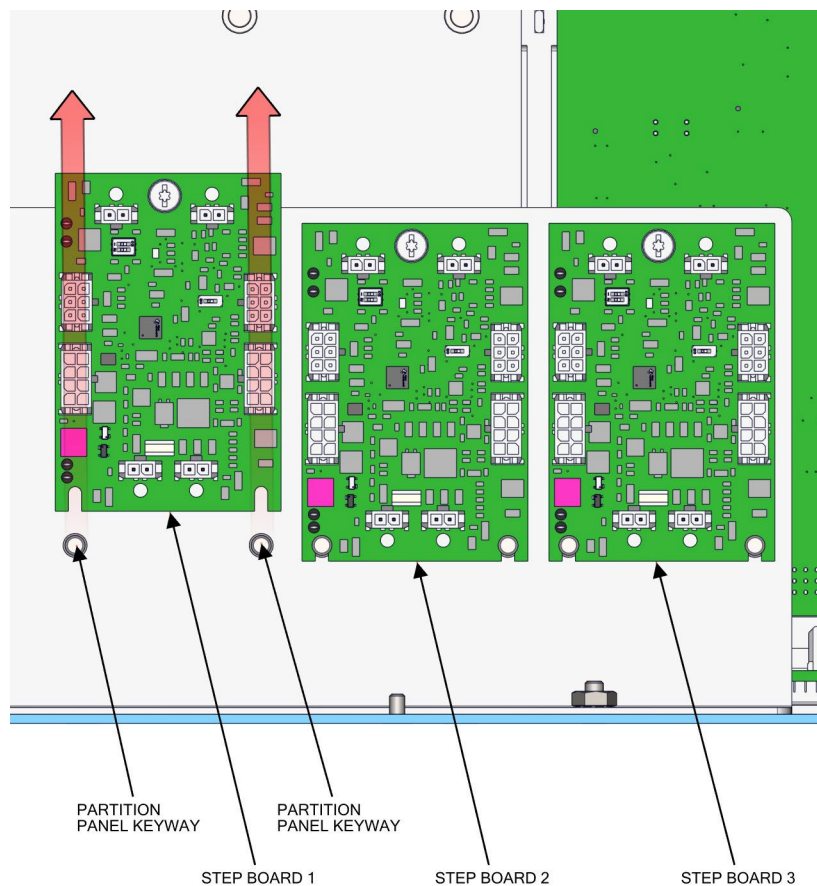 PARTITION
PANEL KEYWAY
PARTITION
PANEL KEYWAY
STEP BOARD 1
STEP BOARD 2
STEP BOARD 3